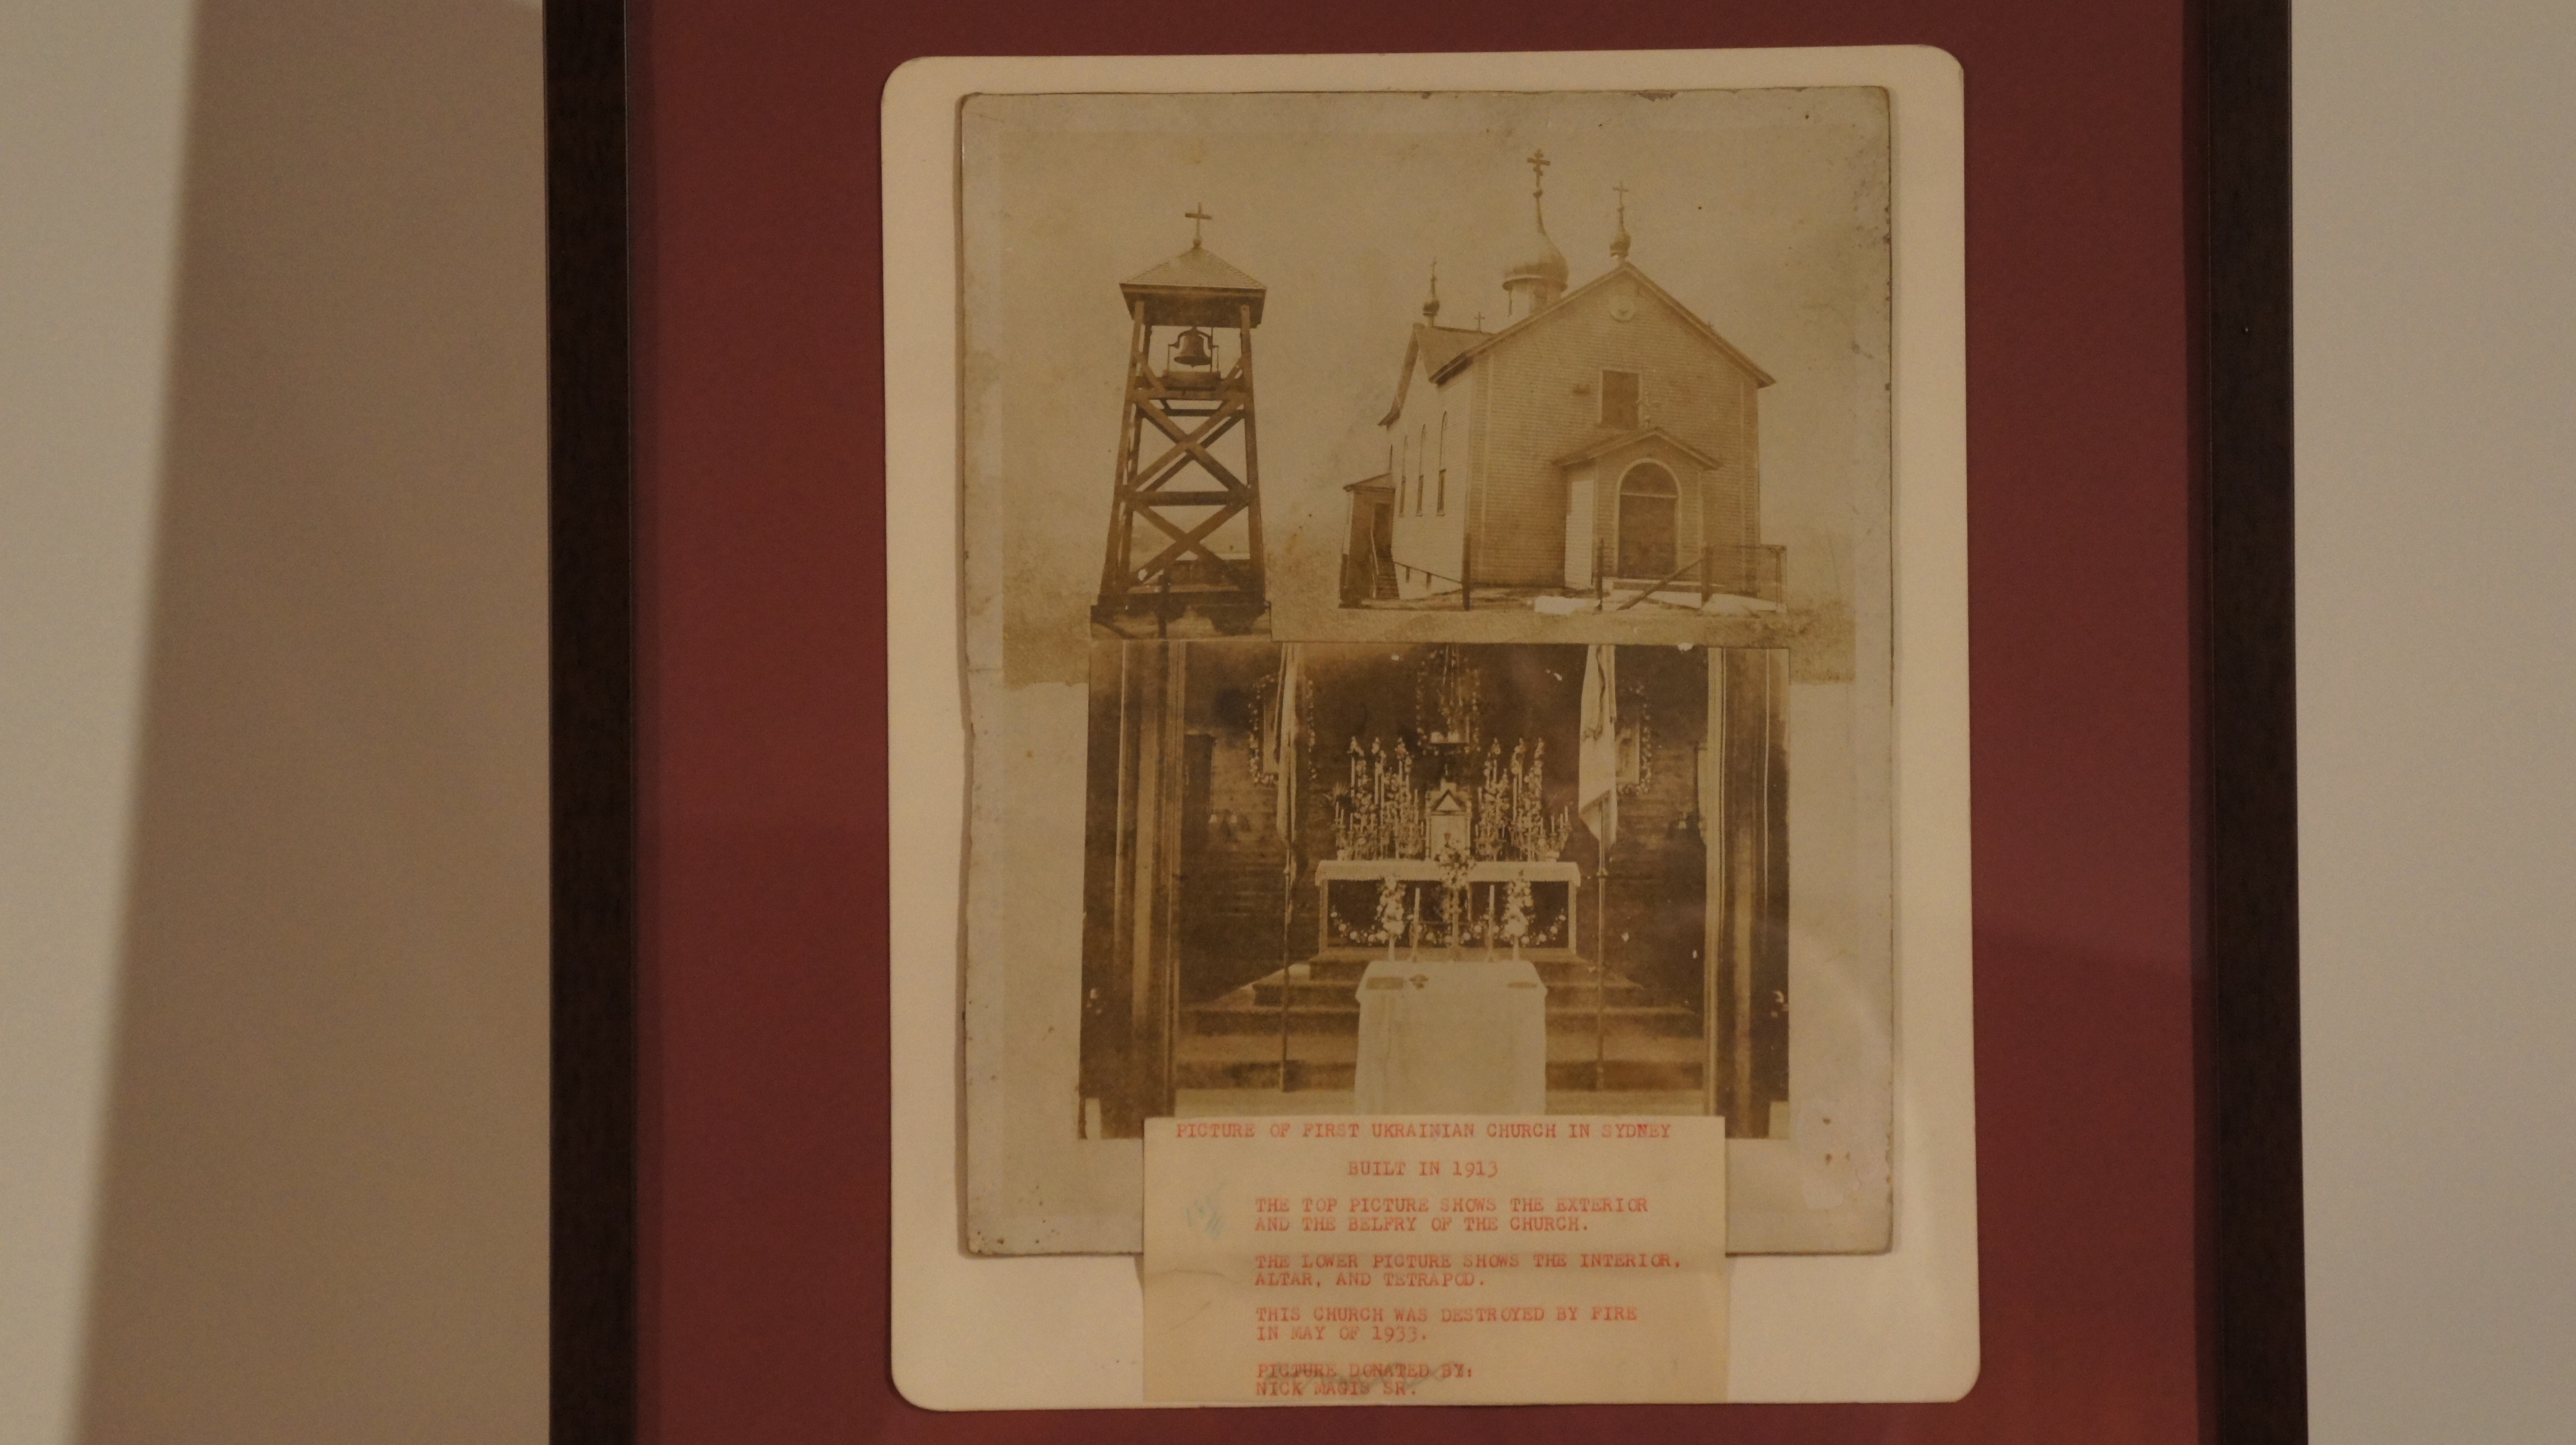 PICTURE OF FIRST UKRAINIAN CHURCH IN SYDNEY
BUILT IN 1913
THE TOP PICTURE SHOWS THE EXTERIOR
AND THE BELFRY OF THE CHURCH.
THE LOWER PICTURE SHOWS THE INTERIOR,
ALTAR, AND TETRAPOD.
THIS CHURCH WAS DESTROYED BY FIRE
IN MAY OF 1933.
PICTURE DONATED BY:
NICK MAGIS SR.